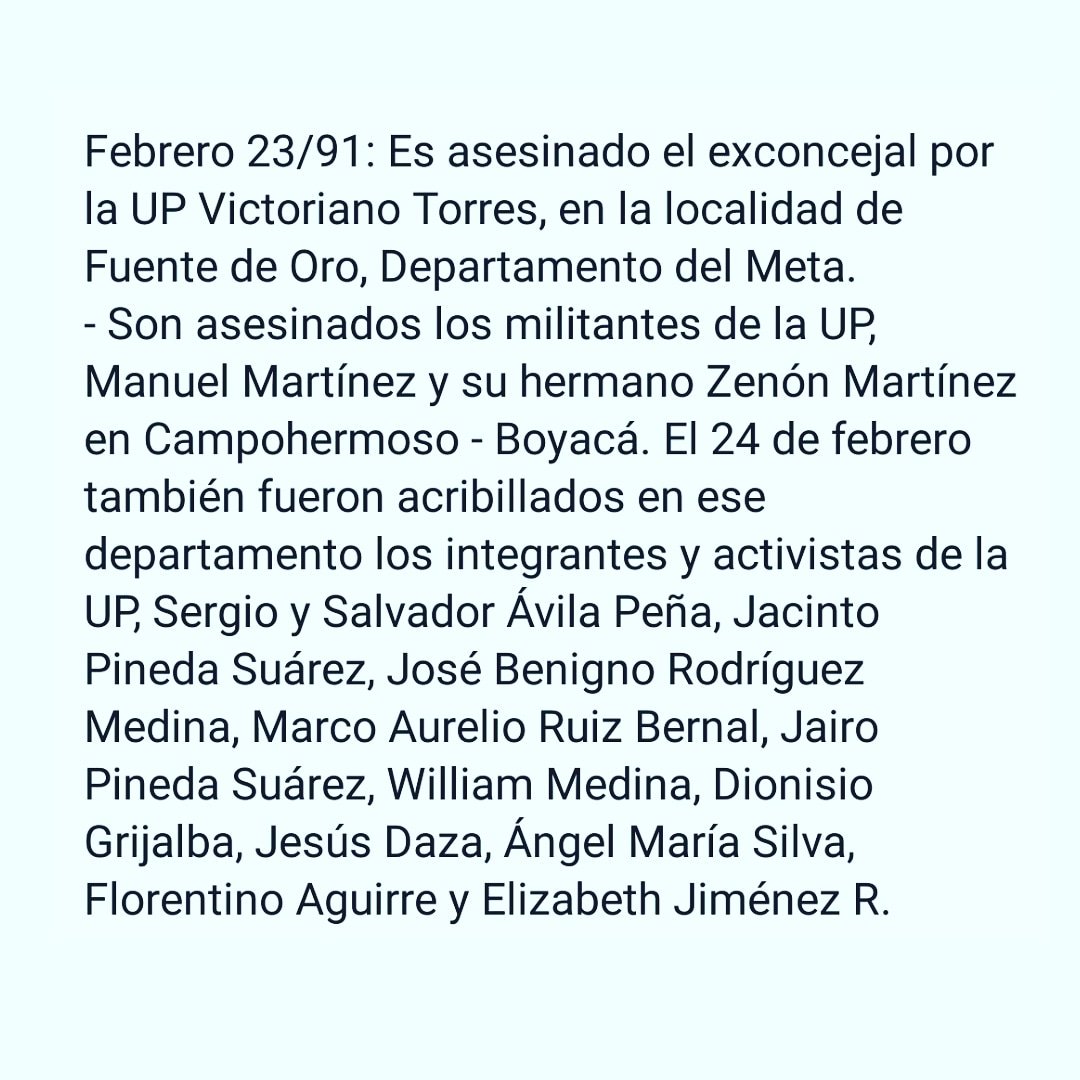 Febrero 23/91: Es asesinado el exconcejal por
la UP Victoriano Torres, en la localidad de
Fuente de Oro, Departamento del Meta.
- Son asesinados los militantes de la UP,
Manuel Martínez y su hermano Zenón Martínez
en Campohermoso - Boyacá. El 24 de febrero
también fueron acribillados en ese
departamento los integrantes y activistas de la
UP, Sergio y Salvador Ávila Peña, Jacinto
Pineda Suárez, José Benigno Rodríguez
Medina, Marco Aurelio Ruiz Bernal, Jairo
Pineda Suárez, William Medina, Dionisio
Grijalba, Jesús Daza, Ángel María Silva,
Florentino Aguirre y Elizabeth Jiménez R.